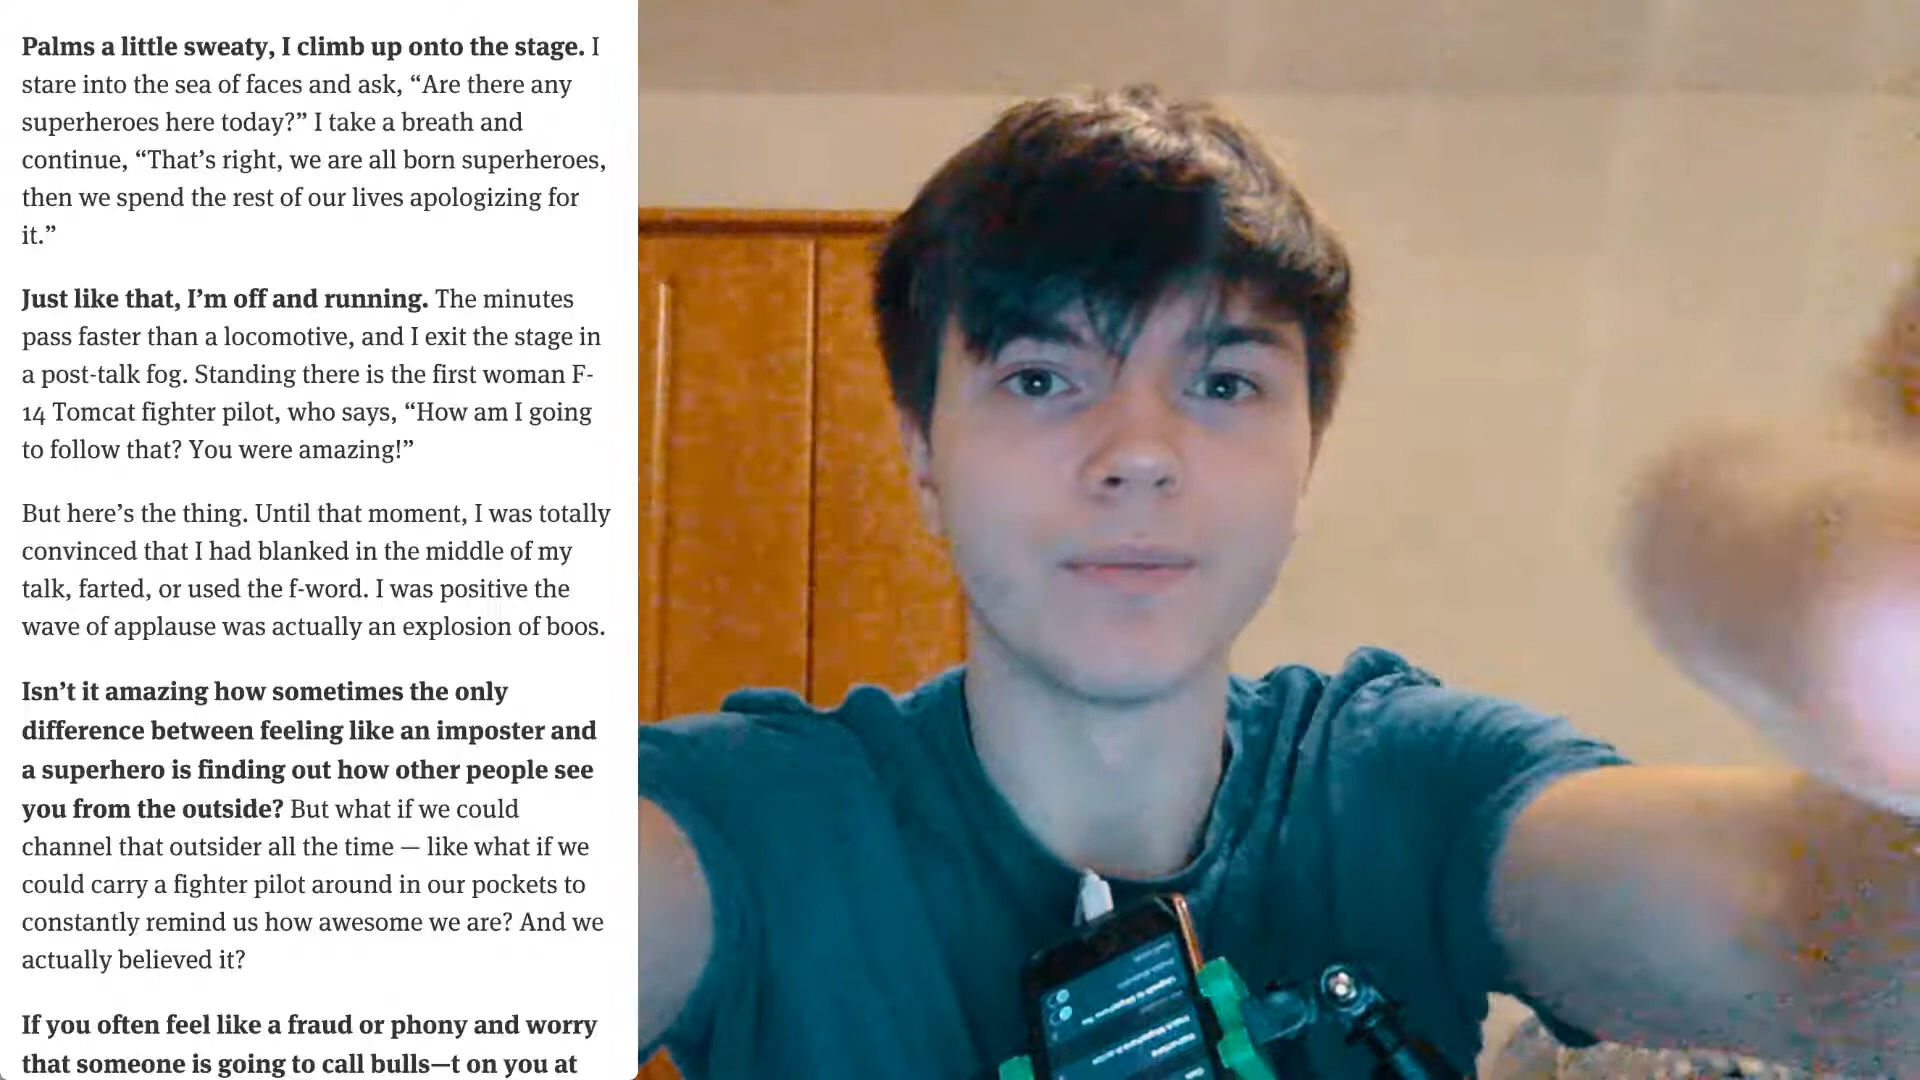 Palms a little sweaty, I climb up onto the stage. I
stare into the sea of faces and ask, “Are there any
superheroes here today?” I take a breath and
continue, “That’s right, we are all born superheroes,
then we spend the rest of our lives apologizing for
it.”
Just like that, I’m off and running. The minutes
pass faster than a locomotive, and I exit the stage in
a post-talk fog. Standing there is the first woman F-
14 Tomcat fighter pilot, who says, “How am I going
to follow that? You were amazing!”
But here’s the thing. Until that moment, I was totally
convinced that I had blanked in the middle of my
talk, farted, or used the f-word. I was positive the
wave of applause was actually an explosion of boos.
Isn’t it amazing how sometimes the only
difference between feeling like an imposter and
a superhero is finding out how other people see
you from the outside? But what if we could
channel that outsider all the time — like what if we
could carry a fighter pilot around in our pockets to
constantly remind us how awesome we are? And we
actually believed it?
If you often feel like a fraud or phony and worry
that someone is going to call bulls—t on you at